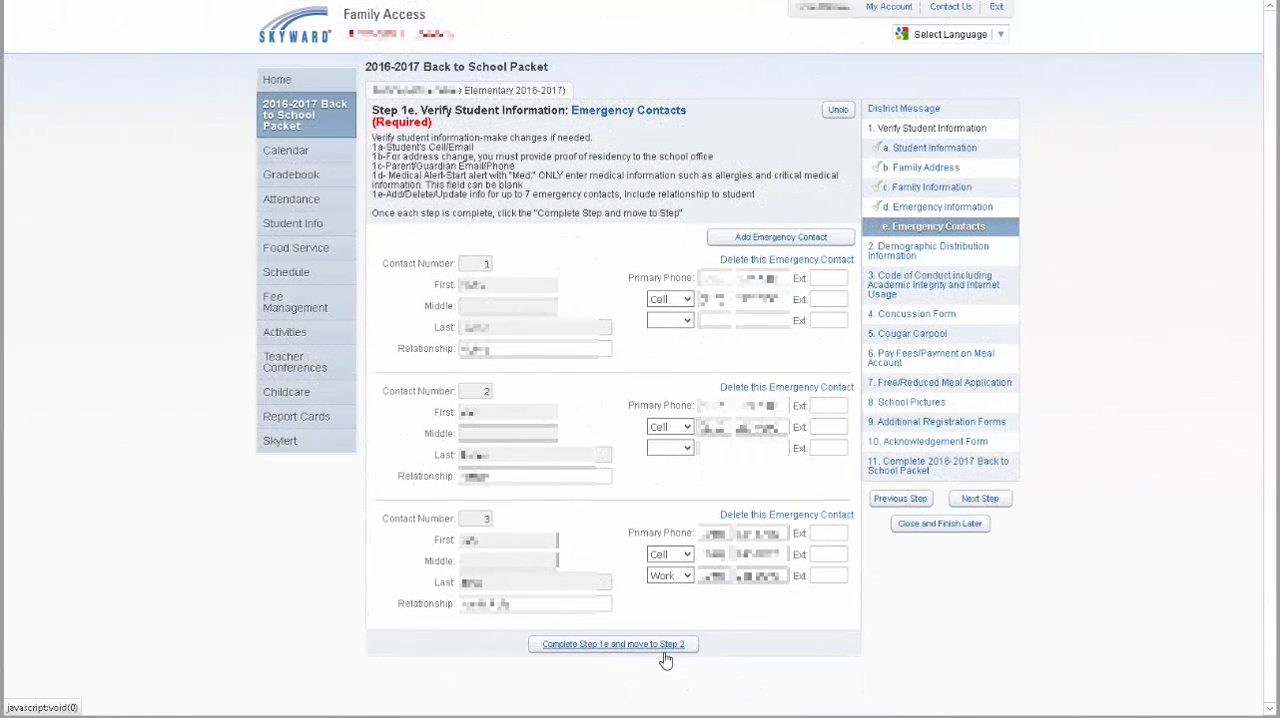 SKYWARD
Family Access
My Account
Contact Us
Exit
Select Language
Home
2016-2017 Back
to School
Packet
Calendar
Gradebook
Attendance
Student Info
Food Service
Schedule
Fee
Management
Activities
Teacher
Conferences
Childcare
Report Cards
Skylert
2016-2017 Back to School Packet
Elementary 2016-2017)
Step 1e. Verify Student Information: Emergency Contacts
(Required)
Undo
Verify student information-make changes if needed.
1a-Student's Cell/Email
1b-For address change, you must provide proof of residency to the school office
1c-Parent/Guardian Email/Phone
1d- Medical Alert-Start alert with "Med:" ONLY enter medical information such as allergies and critical medical
information. This field can be blank
1e-Add/Delete/Update info for up to 7 emergency contacts, include relationship to student
Once each step is complete, click the "Complete Step and move to Step"
Add Emergency Contact
Delete this Emergency Contact
Contact Number: 1
Primary Phone: Ext:
First:
Cell Ext:
Middle:
Ext:
Last:
Relationship:
Delete this Emergency Contact
Contact Number: 2
Primary Phone: Ext:
First:
Cell Ext:
Middle:
Ext:
Last:
Relationship:
Delete this Emergency Contact
Contact Number: 3
Primary Phone: Ext:
First:
Cell Ext:
Middle:
Work Ext:
Last:
Relationship:
Complete Step 1e and move to Step 2
District Message
1. Verify Student Information
a. Student Information
b. Family Address
c. Family Information
d. Emergency Information
e. Emergency Contacts
2. Demographic Distribution
Information
3. Code of Conduct including
Academic Integrity and Internet
Usage
4. Concussion Form
5. Cougar Carpool
6. Pay Fees/Payment on Meal
Account
7. Free/Reduced Meal Application
8. School Pictures
9. Additional Registration Forms
10. Acknowledgement Form
11. Complete 2016-2017 Back to
School Packet
Previous Step
Next Step
Close and Finish Later
javascript:void(0)